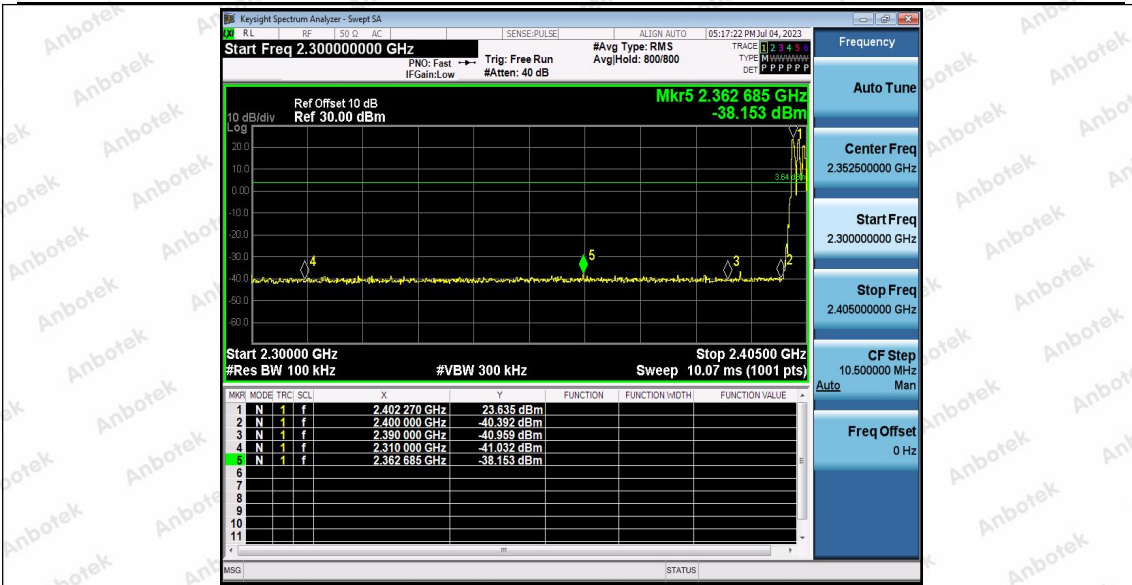 Keysight Spectrum Analyzer - Swept SA
LXI RL RF 50 Ω AC SENSE:PULSE ALIGN AUTO 05:17:22 PM Jul 04, 2023
Start Freq 2.300000000 GHz
PNO: Fast
IFGain:Low
Trig: Free Run
#Atten: 40 dB
#Avg Type: RMS
Avg|Hold: 800/800
TRACE 1 2 3 4 5 6
TYPE M W W W W W
DET P P P P P P
Ref Offset 10 dB
10 dB/div Ref 30.00 dBm
Log
Mkr5 2.362 685 GHz
-38.153 dBm
20.0
10.0
0.00
-10.0
-20.0
-30.0
-40.0
-50.0
-60.0
1
3.64 dBm
4
5
3
2
Start 2.30000 GHz Stop 2.40500 GHz
#Res BW 100 kHz #VBW 300 kHz Sweep 10.07 ms (1001 pts)
MKR MODE TRC SCL X Y FUNCTION FUNCTION WIDTH FUNCTION VALUE
1 N 1 f 2.402 270 GHz 23.635 dBm
2 N 1 f 2.400 000 GHz -40.392 dBm
3 N 1 f 2.390 000 GHz -40.959 dBm
4 N 1 f 2.310 000 GHz -41.032 dBm
5 N 1 f 2.362 685 GHz -38.153 dBm
6
7
8
9
10
11
MSG STATUS
Frequency
Auto Tune
Center Freq
2.352500000 GHz
Start Freq
2.300000000 GHz
Stop Freq
2.405000000 GHz
CF Step
10.500000 MHz
Auto Man
Freq Offset
0 Hz
Anbotek